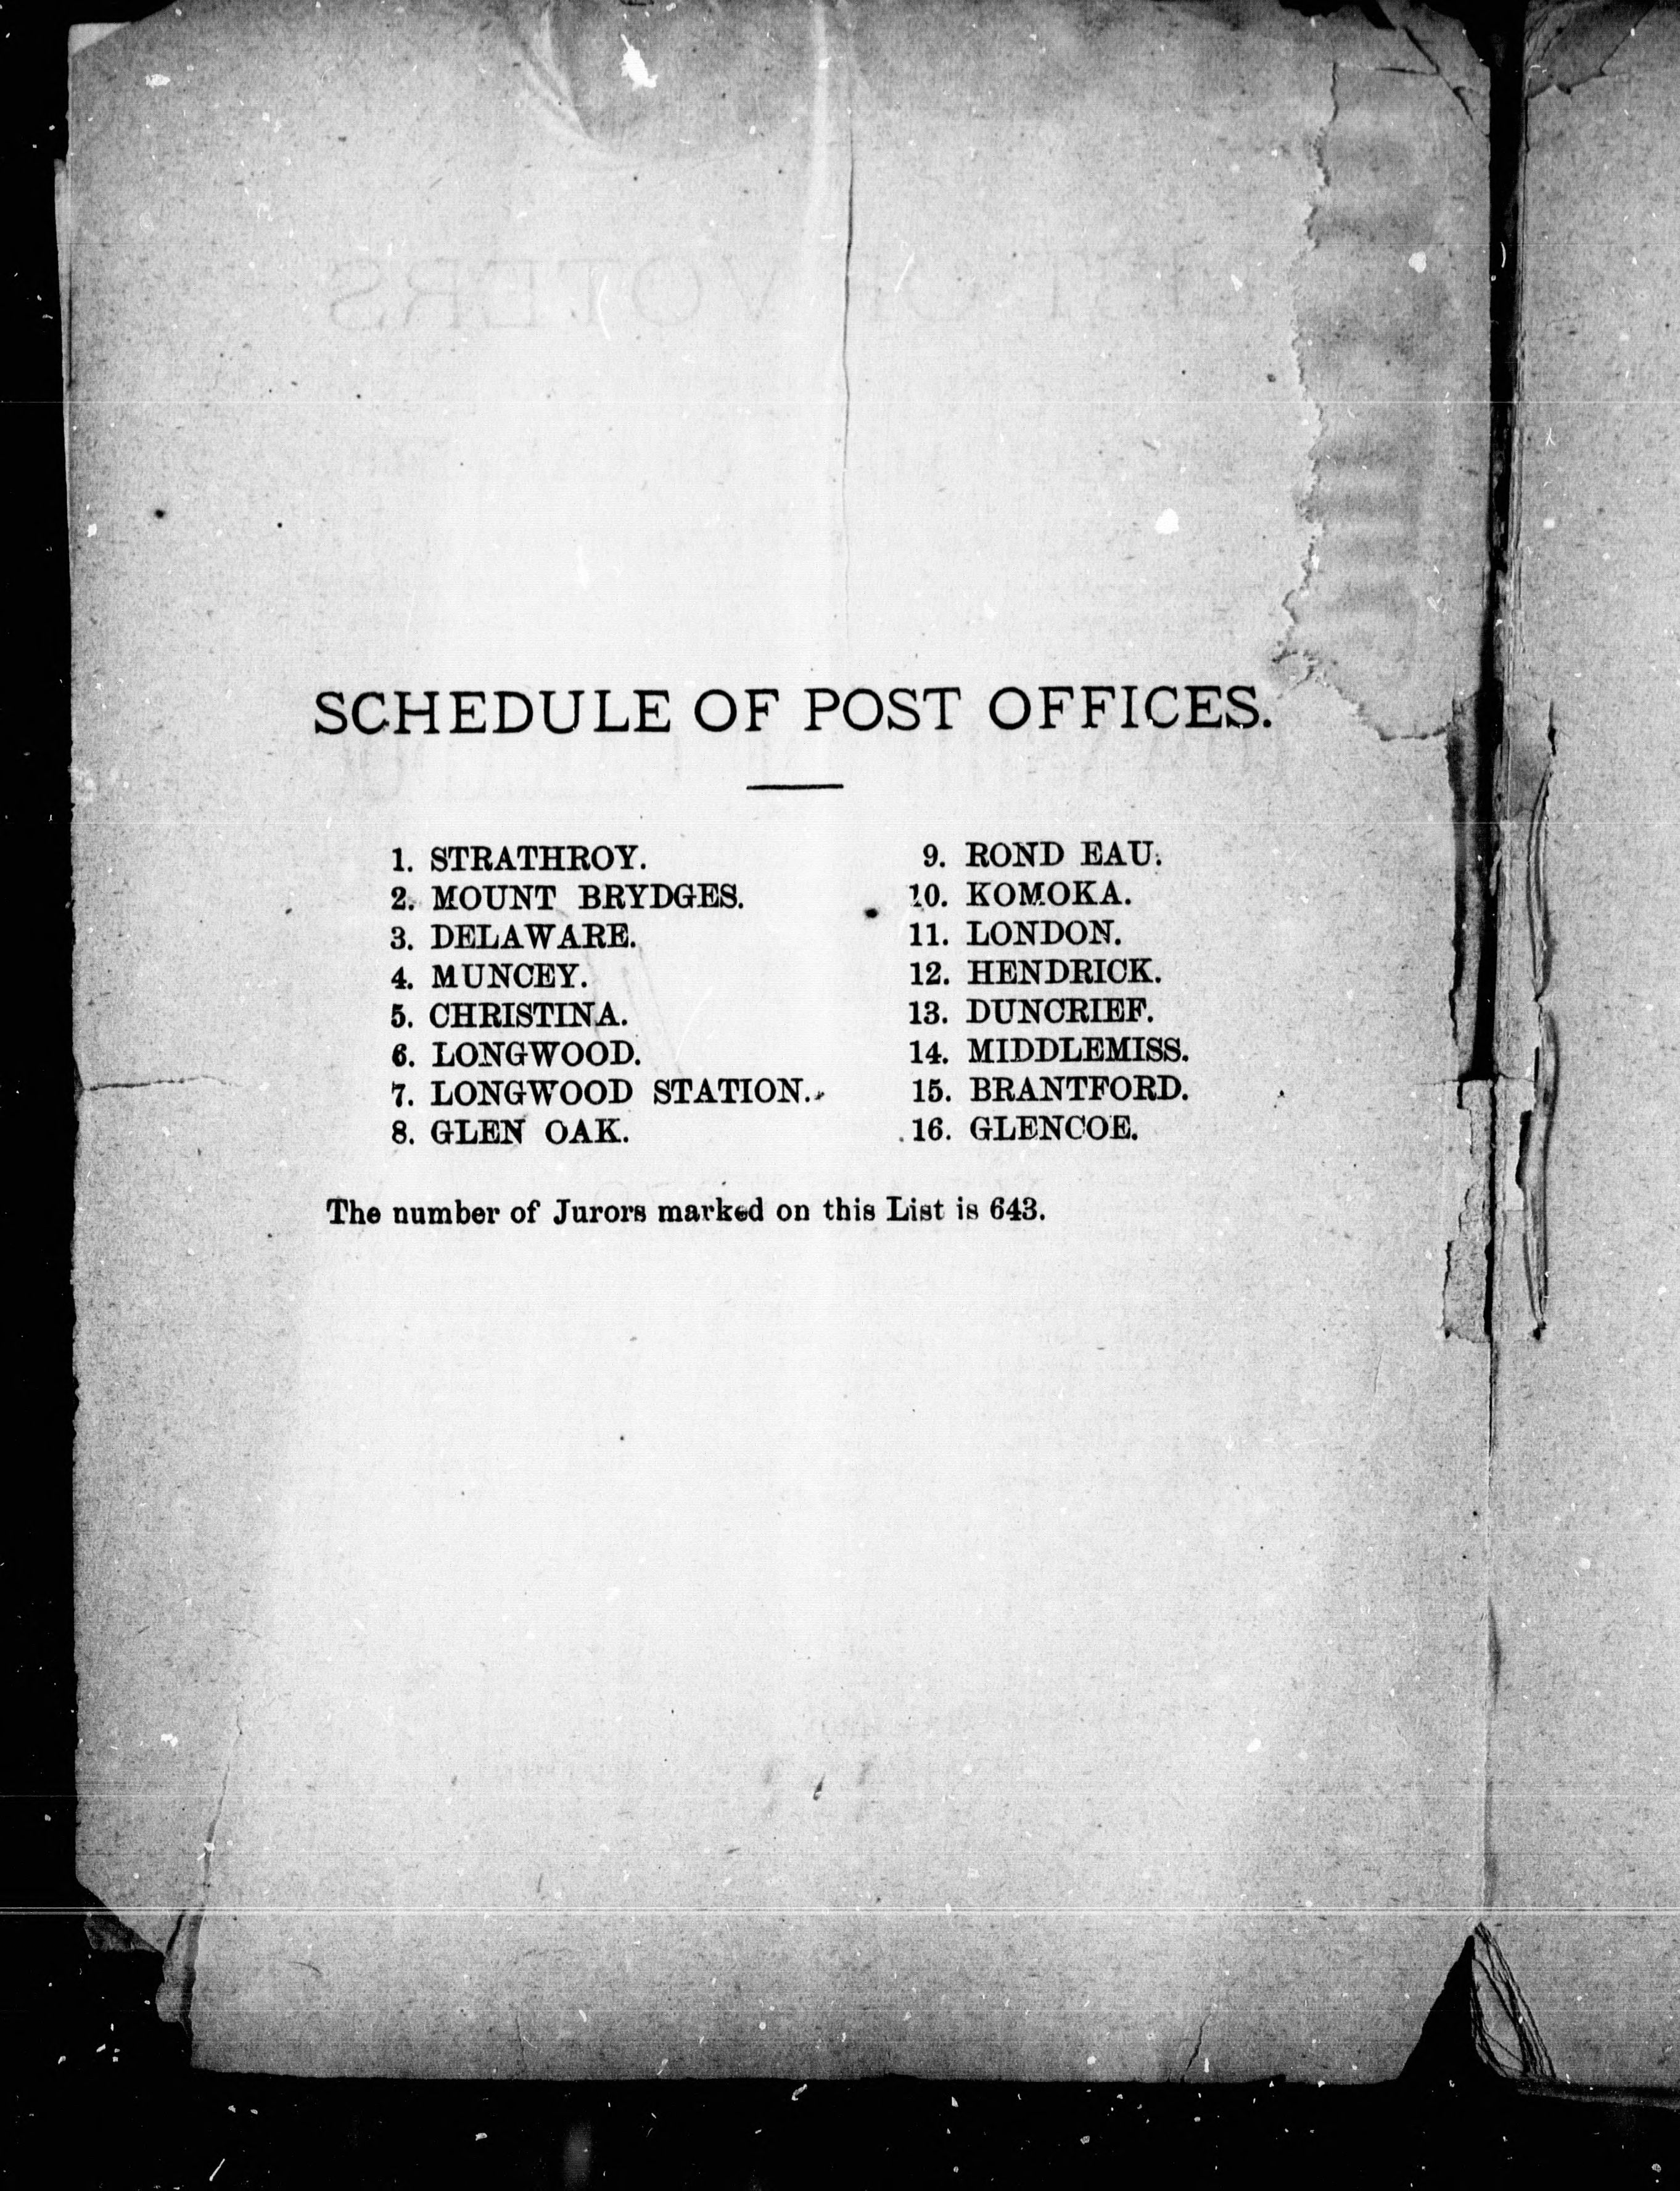 SCHEDULE OF POST OFFICES.
1. STRATHROY.
2. MOUNT BRYDGES.
3. DELAWARE.
4. MUNCEY.
5. CHRISTINA.
6. LONGWOOD.
7. LONGWOOD STATION.
8. GLEN OAK.
9. ROND EAU.
10. KOMOKA.
11. LONDON.
12. HENDRICK.
13. DUNCRIEF.
14. MIDDLEMISS.
15. BRANTFORD.
16. GLENCOE.
The number of Jurors marked on this List is 643.